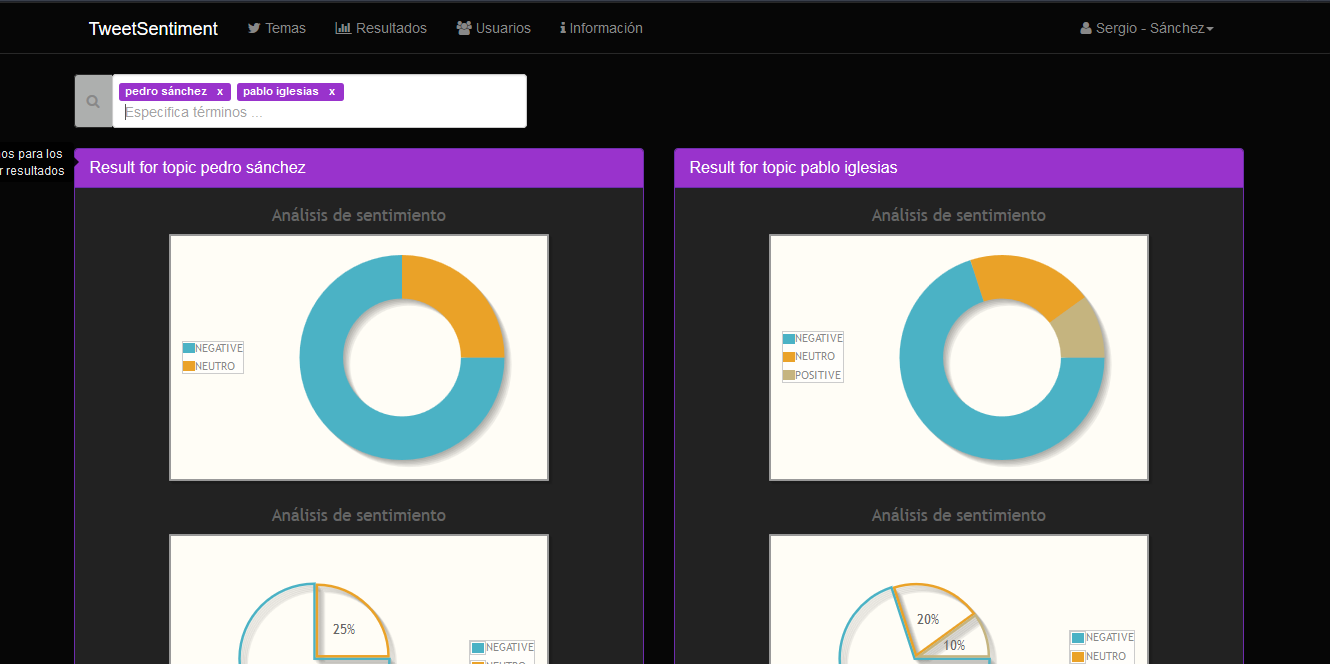 TweetSentiment Temas Resultados Usuarios Información Sergio - Sánchez
pedro sánchez x pablo iglesias x
Especifica términos ...
os para los
r resultados
Result for topic pedro sánchez
Análisis de sentimiento
NEGATIVE
NEUTRO
Análisis de sentimiento
25%
NEGATIVE
NEUTRO
Result for topic pablo iglesias
Análisis de sentimiento
NEGATIVE
NEUTRO
POSITIVE
Análisis de sentimiento
20%
10%
NEGATIVE
NEUTRO